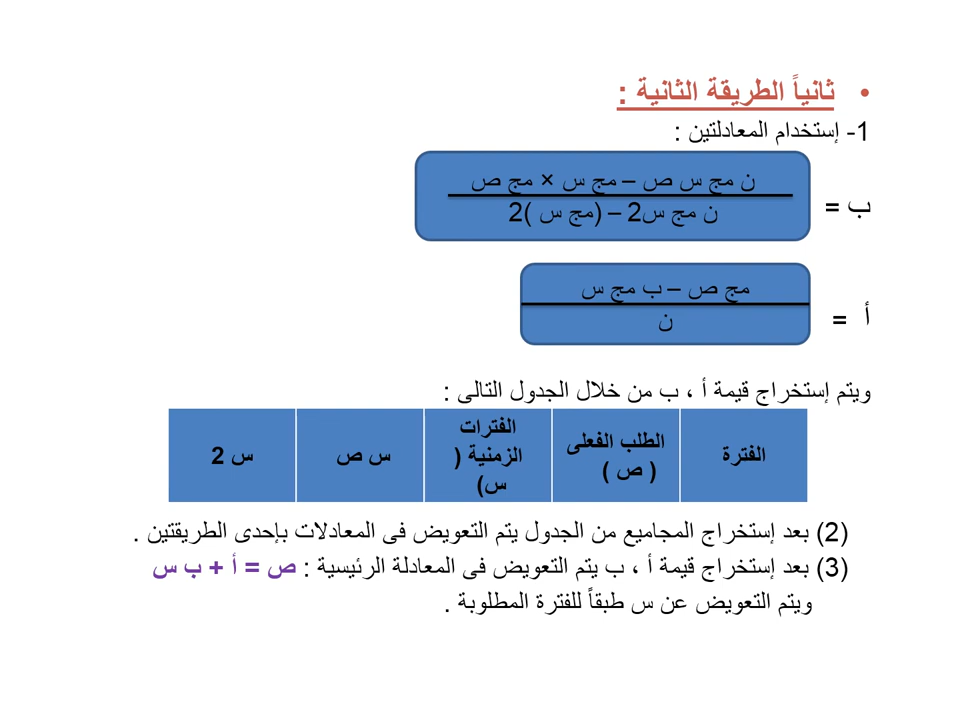 • ثانياً الطريقة الثانية :
1- إستخدام المعادلتين :
ن مج س ص – مج س × مج ص
ب =
ن مج س2 – (مج س )2
مج ص – ب مج س
أ =
ن
ويتم إستخراج قيمة أ ، ب من خلال الجدول التالى :
الفترة
الطلب الفعلى
( ص )
الفترات
الزمنية (
س)
س ص
س 2
(2) بعد إستخراج المجاميع من الجدول يتم التعويض فى المعادلات بإحدى الطريقتين .
(3) بعد إستخراج قيمة أ ، ب يتم التعويض فى المعادلة الرئيسية : ص = أ + ب س
ويتم التعويض عن س طبقاً للفترة المطلوبة .